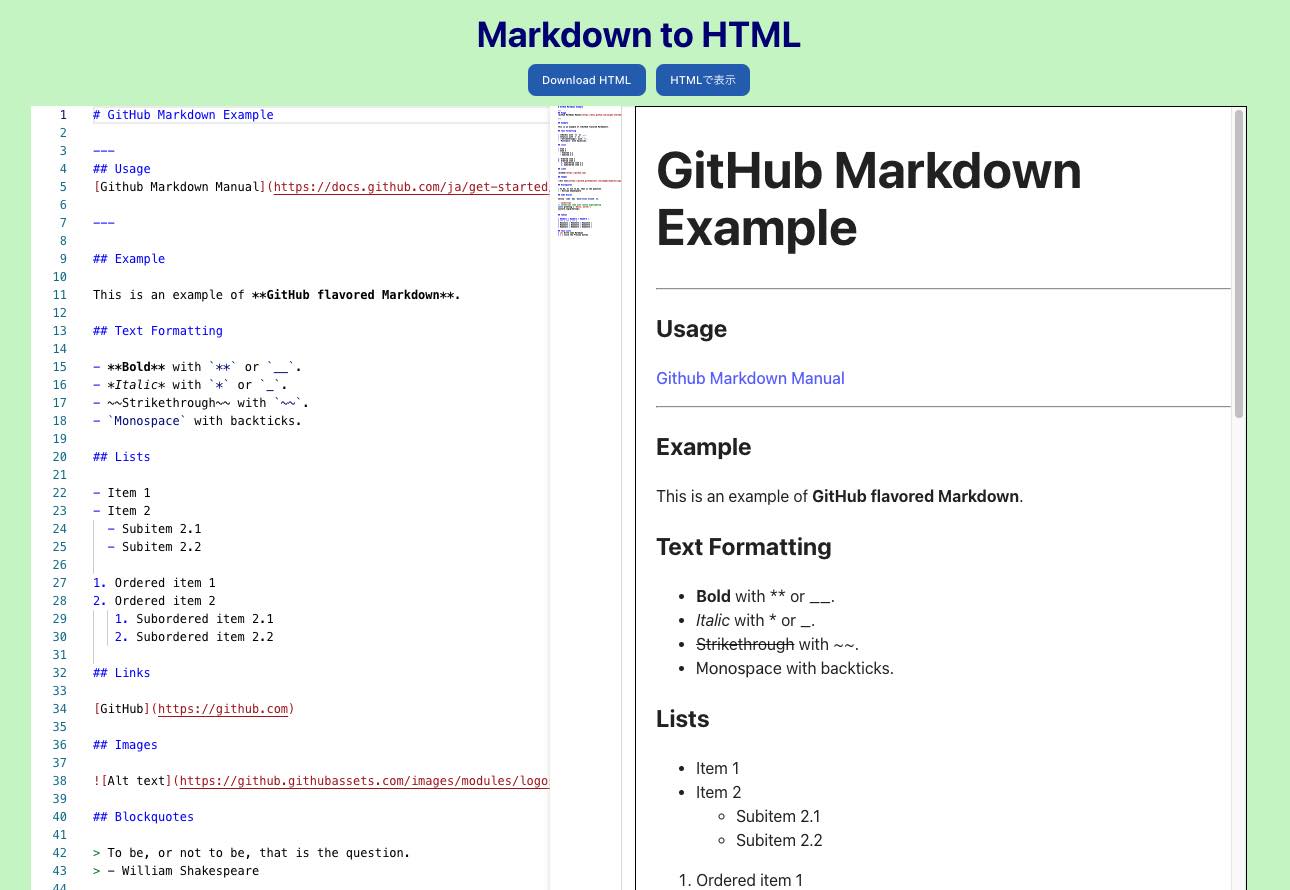 Markdown to HTML
Download HTML
HTMLで表示
1 # GitHub Markdown Example
2
3 ---
4 ## Usage
5 [Github Markdown Manual](https://docs.github.com/ja/get-started
6
7 ---
8
9 ## Example
10
11 This is an example of **GitHub flavored Markdown**.
12
13 ## Text Formatting
14
15 - **Bold** with `**` or `__`.
16 - *Italic* with `*` or `_`.
17 - ~~Strikethrough~~ with `~~`.
18 - `Monospace` with backticks.
19
20 ## Lists
21
22 - Item 1
23 - Item 2
24   - Subitem 2.1
25   - Subitem 2.2
26
27 1. Ordered item 1
28 2. Ordered item 2
29    1. Subordered item 2.1
30    2. Subordered item 2.2
31
32 ## Links
33
34 [GitHub](https://github.com)
35
36 ## Images
37
38 ![Alt text](https://github.githubassets.com/images/modules/logo
39
40 ## Blockquotes
41
42 > To be, or not to be, that is the question.
43 > - William Shakespeare
44
GitHub Markdown
Example
Usage
Github Markdown Manual
Example
This is an example of GitHub flavored Markdown.
Text Formatting
• Bold with ** or __.
• Italic with * or _.
• Strikethrough with ~~.
• Monospace with backticks.
Lists
• Item 1
• Item 2
◦ Subitem 2.1
◦ Subitem 2.2
1. Ordered item 1